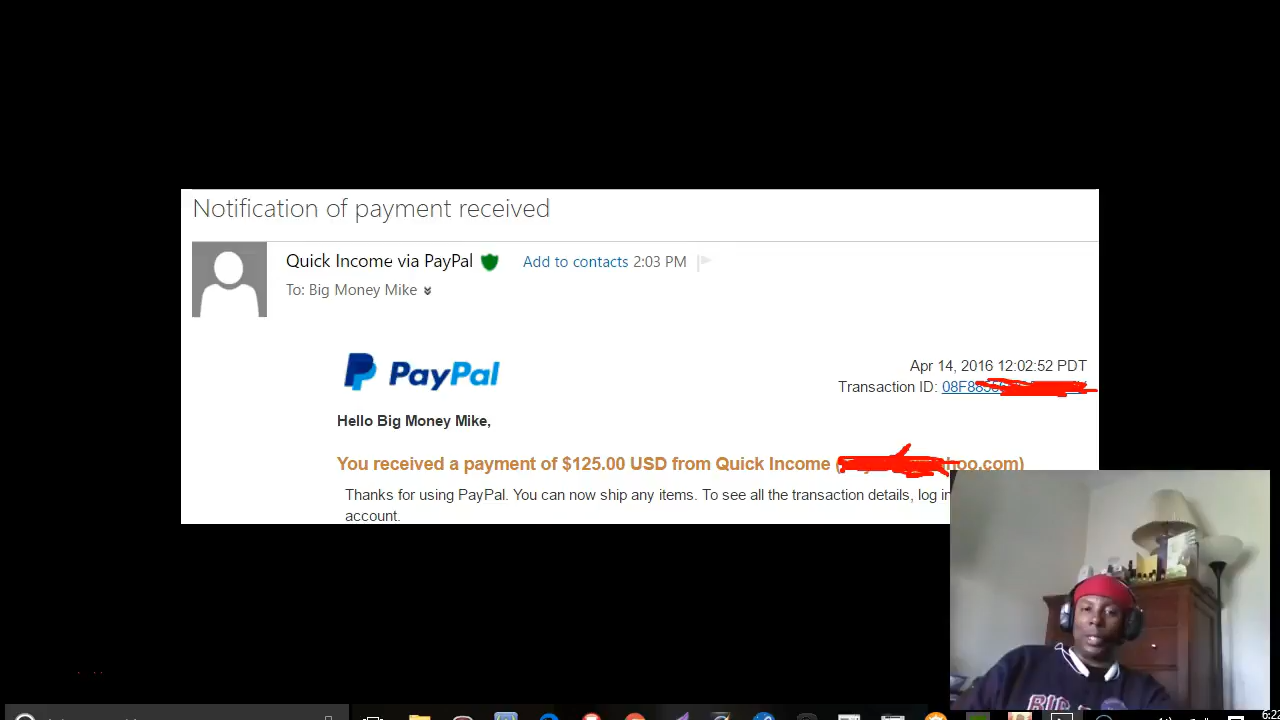 Notification of payment received
Quick Income via PayPal Add to contacts 2:03 PM
To: Big Money Mike
PayPal
Apr 14, 2016 12:02:52 PDT
Transaction ID: 08F88
Hello Big Money Mike,
You received a payment of $125.00 USD from Quick Income ( hoo.com)
Thanks for using PayPal. You can now ship any items. To see all the transaction details, log in
account.
BIG